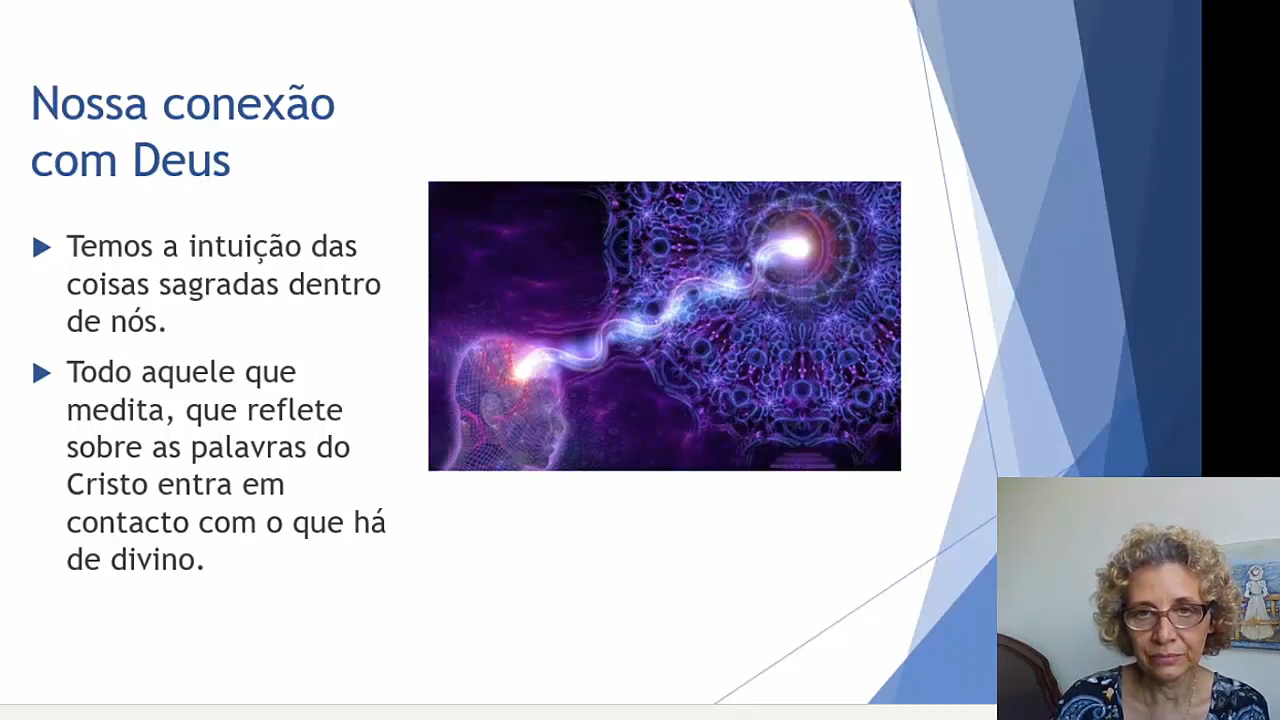 Nossa conexão
com Deus
Temos a intuição das
coisas sagradas dentro
de nós.
Todo aquele que
medita, que reflete
sobre as palavras do
Cristo entra em
contacto com o que há
de divino.